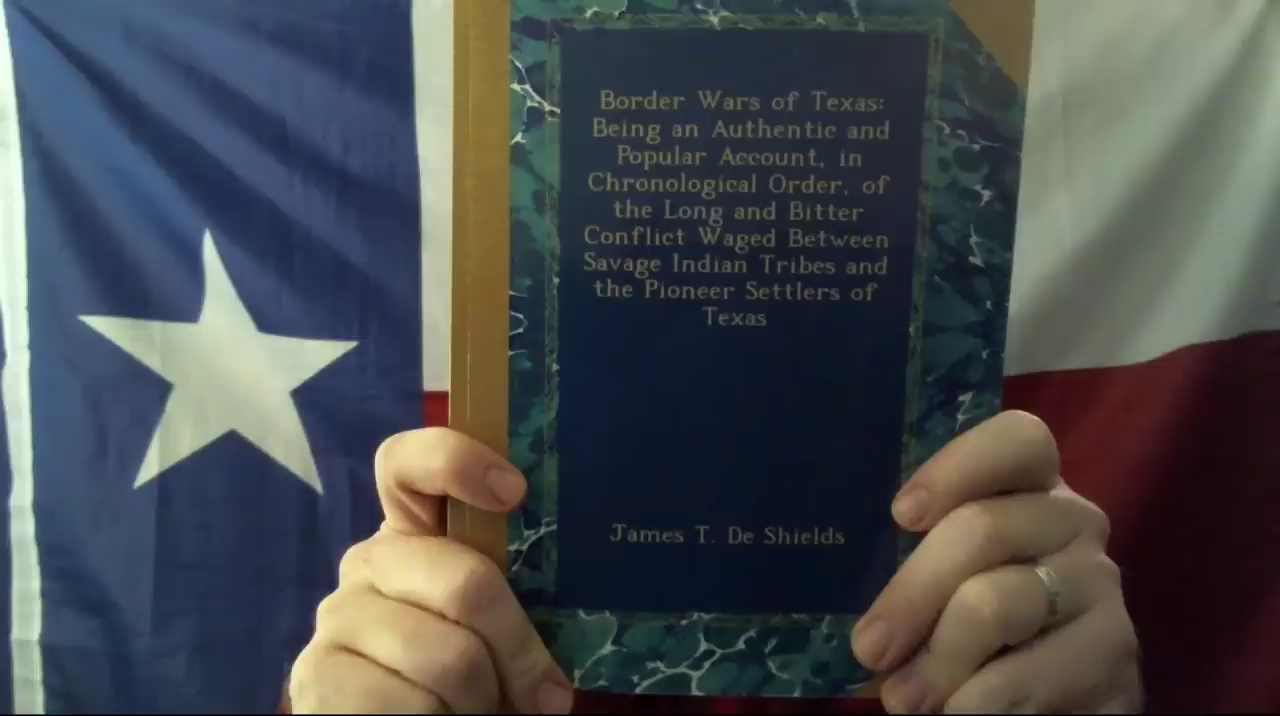 Border Wars of Texas:
Being an Authentic and
Popular Account, in
Chronological Order, of
the Long and Bitter
Conflict Waged Between
Savage Indian Tribes and
the Pioneer Settlers of
Texas
James T. De Shields